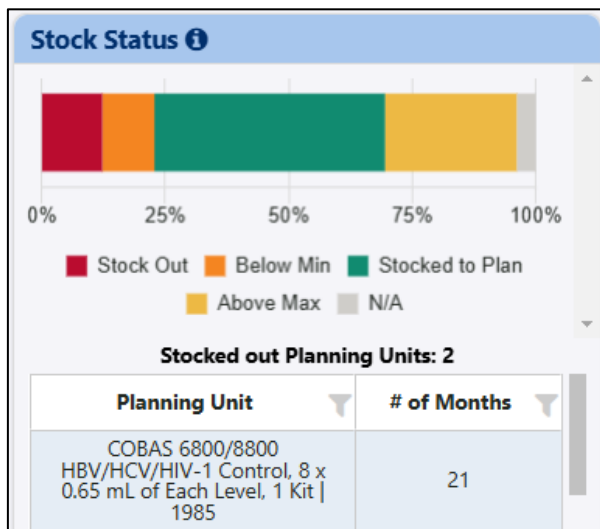 Stock Status
0% 25% 50% 75% 100%
Stock Out Below Min Stocked to Plan
Above Max N/A
Stocked out Planning Units: 2
Planning Unit # of Months
COBAS 6800/8800
HBV/HCV/HIV-1 Control, 8 x
0.65 mL of Each Level, 1 Kit | 21
1985